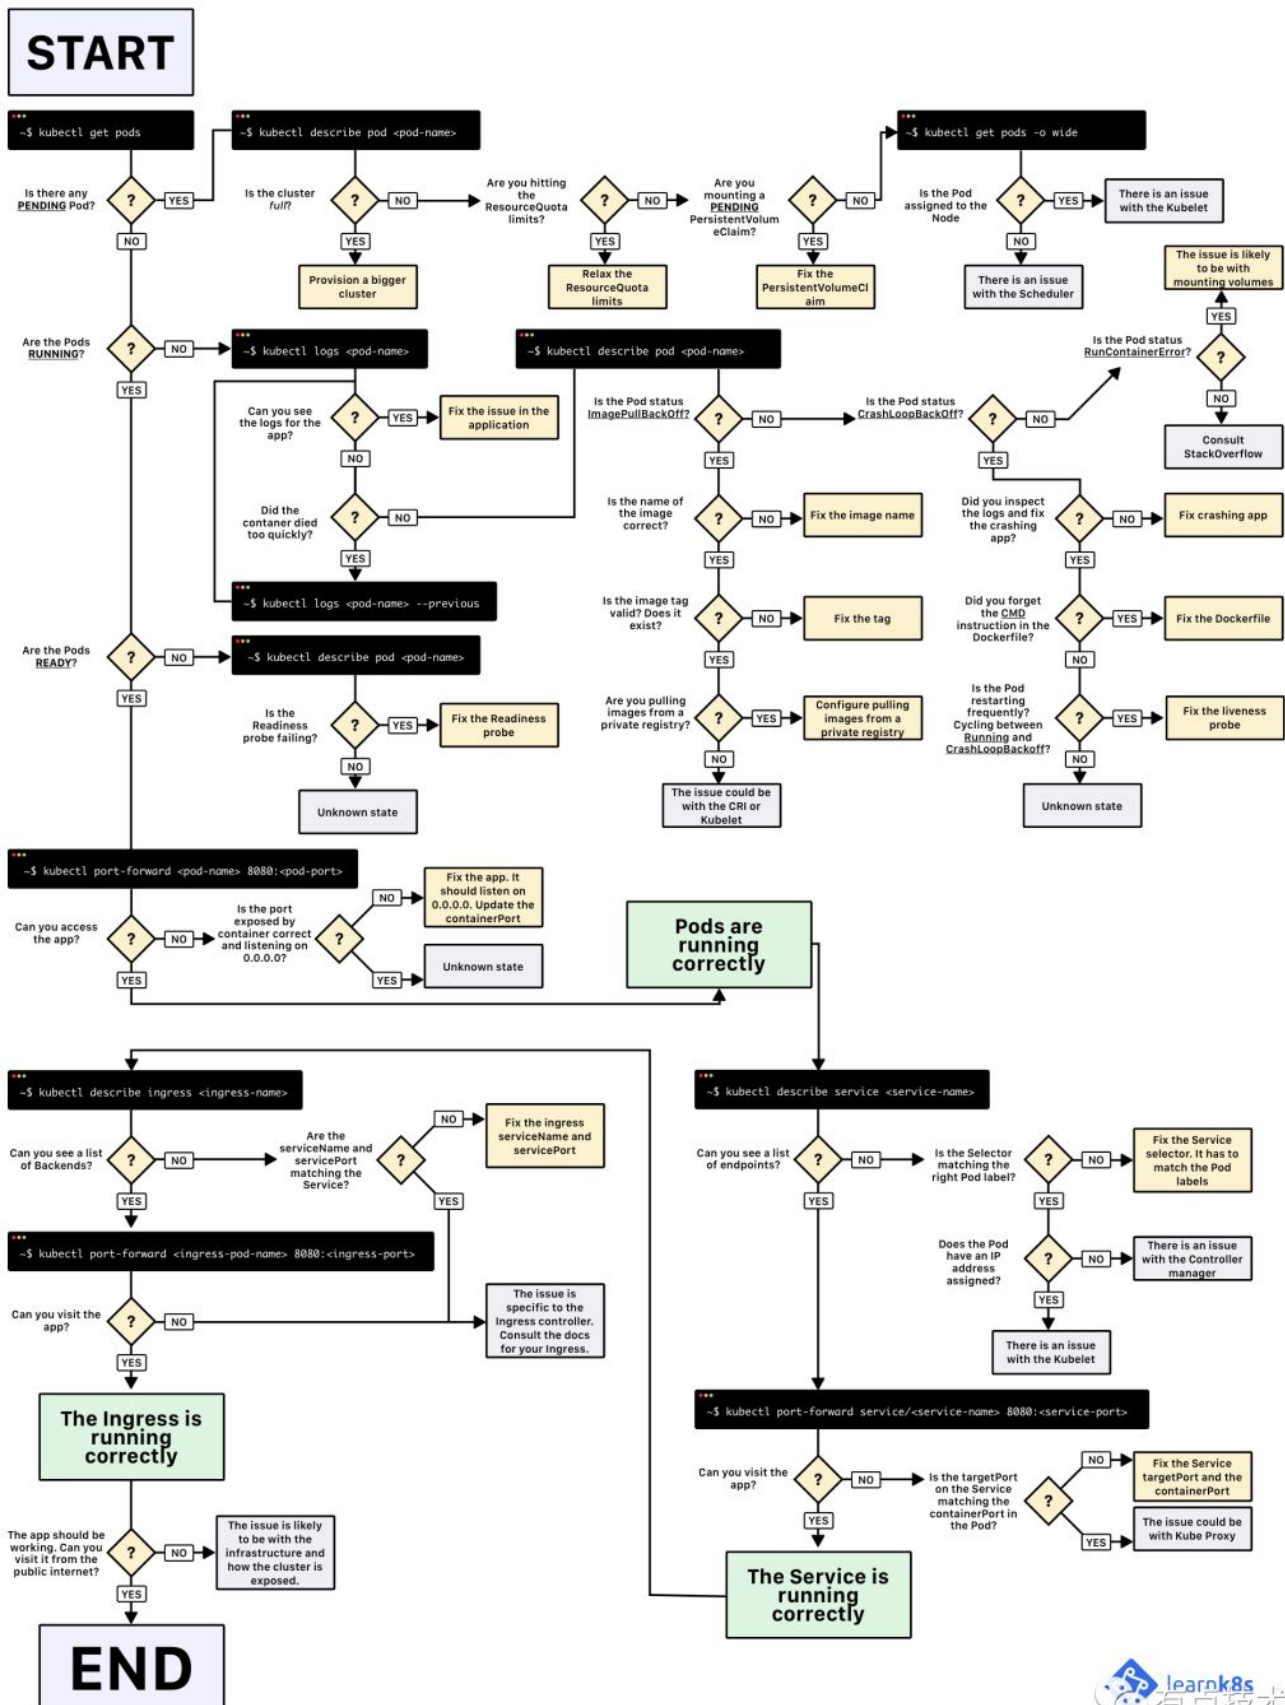 START
~$ kubectl get pods
Is there any
PENDING Pod?
?
YES
NO
~$ kubectl describe pod <pod-name>
Is the cluster
full?
?
NO
YES
Provision a bigger
cluster
Are you hitting
the
ResourceQuota
limits?
?
NO
YES
Relax the
ResourceQuota
limits
Are you
mounting a
PENDING
PersistentVolum
eClaim?
?
NO
YES
Fix the
PersistentVolumeCl
aim
~$ kubectl get pods -o wide
Is the Pod
assigned to the
Node
?
YES
There is an issue
with the Kubelet
NO
There is an issue
with the Scheduler
Are the Pods
RUNNING?
?
NO
YES
~$ kubectl logs <pod-name>
Can you see
the logs for the
app?
?
YES
Fix the issue in the
application
NO
Did the
contaner died
too quickly?
?
NO
YES
~$ kubectl logs <pod-name> --previous
~$ kubectl describe pod <pod-name>
Is the Pod status
ImagePullBackOff?
?
NO
YES
Is the name of
the image
correct?
?
NO
Fix the image name
YES
Is the image tag
valid? Does it
exist?
?
NO
Fix the tag
YES
Are you pulling
images from a
private registry?
?
YES
Configure pulling
images from a
private registry
NO
The issue could be
with the CRI or
Kubelet
Is the Pod status
CrashLoopBackOff?
?
NO
YES
Is the Pod status
RunContainerError?
?
YES
The issue is likely
to be with
mounting volumes
NO
Consult
StackOverflow
Did you inspect
the logs and fix
the crashing
app?
?
NO
Fix crashing app
YES
Did you forget
the CMD
instruction in the
Dockerfile?
?
YES
Fix the Dockerfile
NO
Is the Pod
restarting
frequently?
Cycling between
Running and
CrashLoopBackoff?
?
YES
Fix the liveness
probe
NO
Unknown state
Are the Pods
READY?
?
NO
YES
~$ kubectl describe pod <pod-name>
Is the
Readiness
probe failing?
?
YES
Fix the Readiness
probe
NO
Unknown state
~$ kubectl port-forward <pod-name> 8080:<pod-port>
Can you access
the app?
?
NO
YES
Is the port
exposed by
container correct
and listening on
0.0.0.0?
?
NO
Fix the app. It
should listen on
0.0.0.0. Update the
containerPort
YES
Unknown state
Pods are
running
correctly
~$ kubectl describe service <service-name>
Can you see a list
of endpoints?
?
NO
YES
Is the Selector
matching the
right Pod label?
?
NO
Fix the Service
selector. It has to
match the Pod
labels
YES
Does the Pod
have an IP
address
assigned?
?
NO
There is an issue
with the Controller
manager
YES
There is an issue
with the Kubelet
~$ kubectl port-forward service/<service-name> 8080:<service-port>
Can you visit the
app?
?
NO
YES
Is the targetPort
on the Service
matching the
containerPort in
the Pod?
?
NO
Fix the Service
targetPort and the
containerPort
YES
The issue could be
with Kube Proxy
The Service is
running
correctly
~$ kubectl describe ingress <ingress-name>
Can you see a list
of Backends?
?
NO
YES
Are the
serviceName and
servicePort
matching the
Service?
?
NO
Fix the ingress
serviceName and
servicePort
YES
~$ kubectl port-forward <ingress-pod-name> 8080:<ingress-port>
Can you visit the
app?
?
NO
The issue is
specific to the
Ingress controller.
Consult the docs
for your Ingress.
YES
The Ingress is
running
correctly
The app should be
working. Can you
visit it from the
public internet?
?
NO
The issue is likely
to be with the
infrastructure and
how the cluster is
exposed.
YES
END
learnk8s